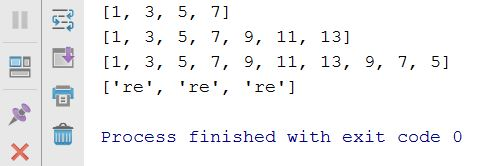 [1, 3, 5, 7]
[1, 3, 5, 7, 9, 11, 13]
[1, 3, 5, 7, 9, 11, 13, 9, 7, 5]
['re', 're', 're']
Process finished with exit code 0